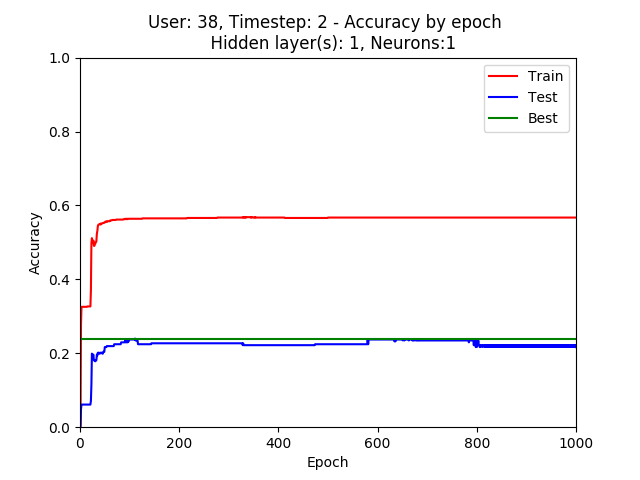 User: 38, Timestep: 2 - Accuracy by epoch
Hidden layer(s): 1, Neurons:1
Train
Test
Best
1.0
0.8
0.6
0.4
0.2
0.0
Accuracy
0
200
400
600
800
1000
Epoch